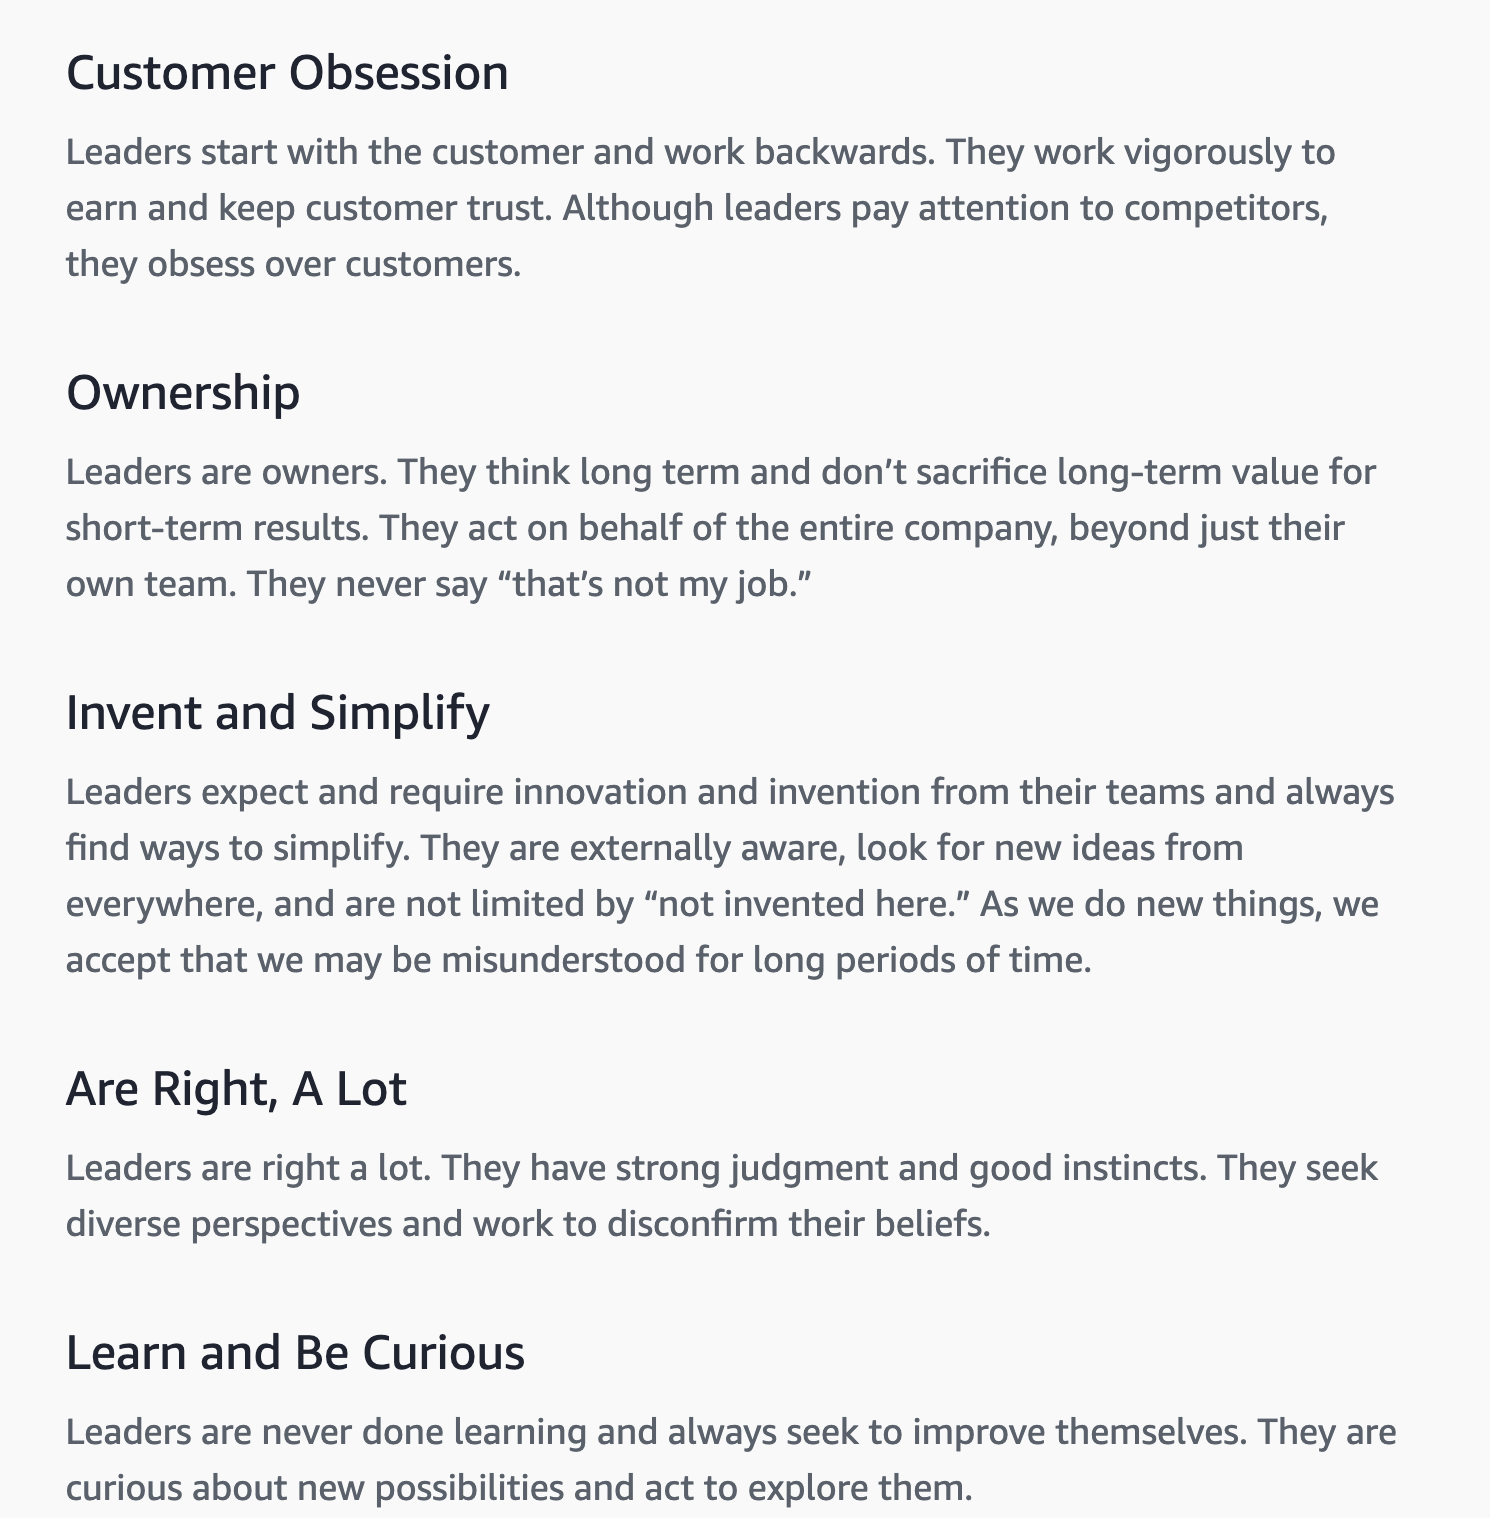 Customer Obsession
Leaders start with the customer and work backwards. They work vigorously to
earn and keep customer trust. Although leaders pay attention to competitors,
they obsess over customers.
Ownership
Leaders are owners. They think long term and don’t sacrifice long-term value for
short-term results. They act on behalf of the entire company, beyond just their
own team. They never say “that’s not my job.”
Invent and Simplify
Leaders expect and require innovation and invention from their teams and always
find ways to simplify. They are externally aware, look for new ideas from
everywhere, and are not limited by “not invented here.” As we do new things, we
accept that we may be misunderstood for long periods of time.
Are Right, A Lot
Leaders are right a lot. They have strong judgment and good instincts. They seek
diverse perspectives and work to disconfirm their beliefs.
Learn and Be Curious
Leaders are never done learning and always seek to improve themselves. They are
curious about new possibilities and act to explore them.